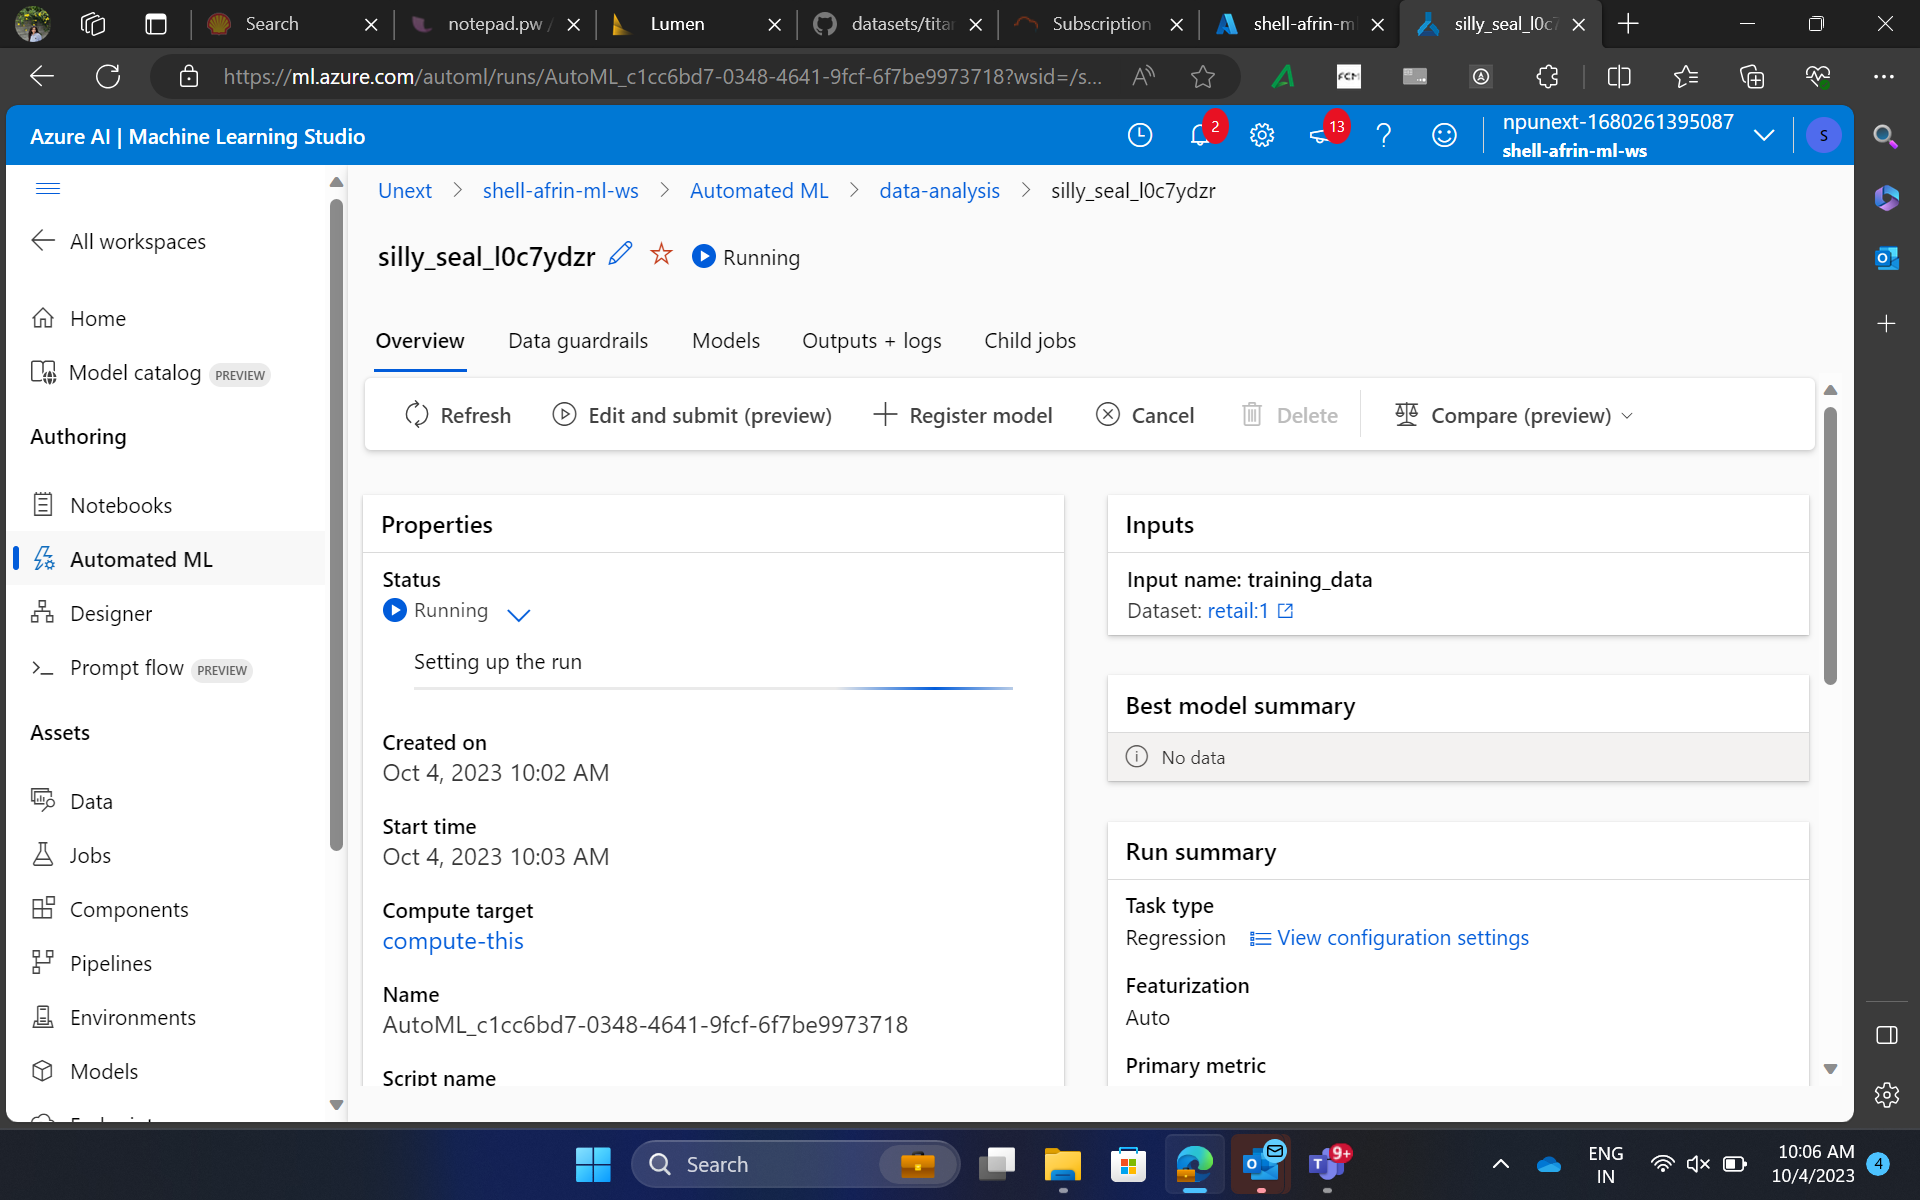 Search
notepad.pw /
Lumen
datasets/tita
Subscription
shell-afrin-ml
silly_seal_l0c7
https://ml.azure.com/automl/runs/AutoML_c1cc6bd7-0348-4641-9fcf-6f7be9973718?wsid=/s...
FCM
Azure AI | Machine Learning Studio
2
13
npunext-1680261395087
shell-afrin-ml-ws
S
All workspaces
Home
Model catalog PREVIEW
Authoring
Notebooks
Automated ML
Designer
Prompt flow PREVIEW
Assets
Data
Jobs
Components
Pipelines
Environments
Models
Unext > shell-afrin-ml-ws > Automated ML > data-analysis > silly_seal_l0c7ydzr
silly_seal_l0c7ydzr Running
Overview Data guardrails Models Outputs + logs Child jobs
Refresh Edit and submit (preview) Register model Cancel Delete Compare (preview)
Properties
Status
Running
Setting up the run
Created on
Oct 4, 2023 10:02 AM
Start time
Oct 4, 2023 10:03 AM
Compute target
compute-this
Name
AutoML_c1cc6bd7-0348-4641-9fcf-6f7be9973718
Script name
Inputs
Input name: training_data
Dataset: retail:1
Best model summary
No data
Run summary
Task type
Regression View configuration settings
Featurization
Auto
Primary metric
Search
9+
ENG
IN
10:06 AM
10/4/2023
4